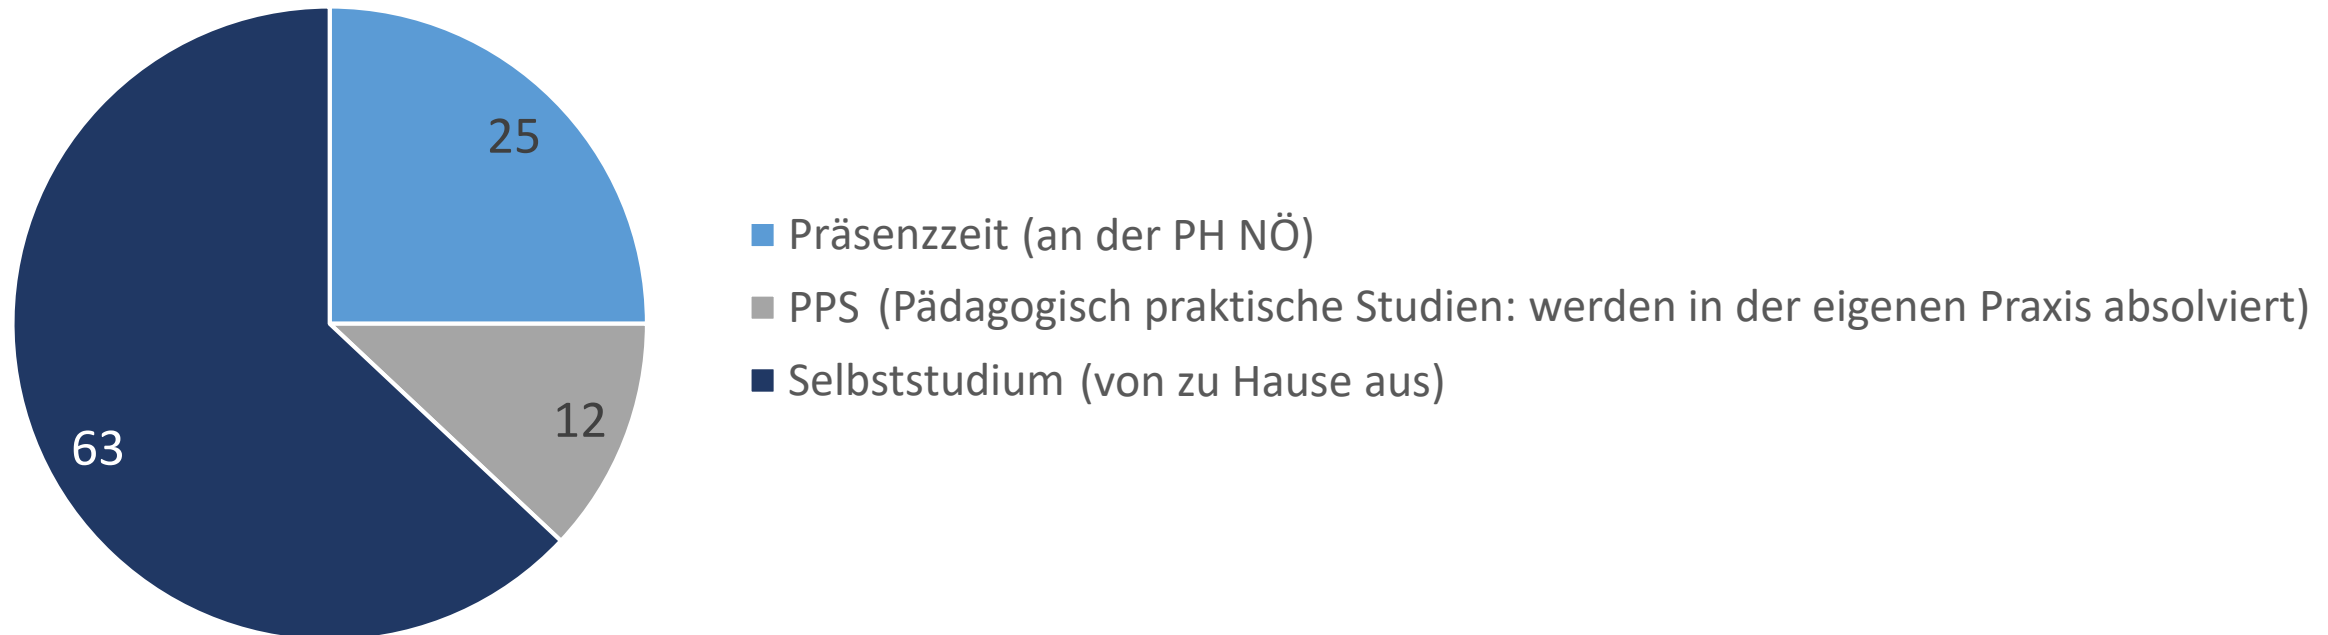 25
12
63
Präsenzzeit (an der PH NÖ)
PPS (Pädagogisch praktische Studien: werden in der eigenen Praxis absolviert)
Selbststudium (von zu Hause aus)